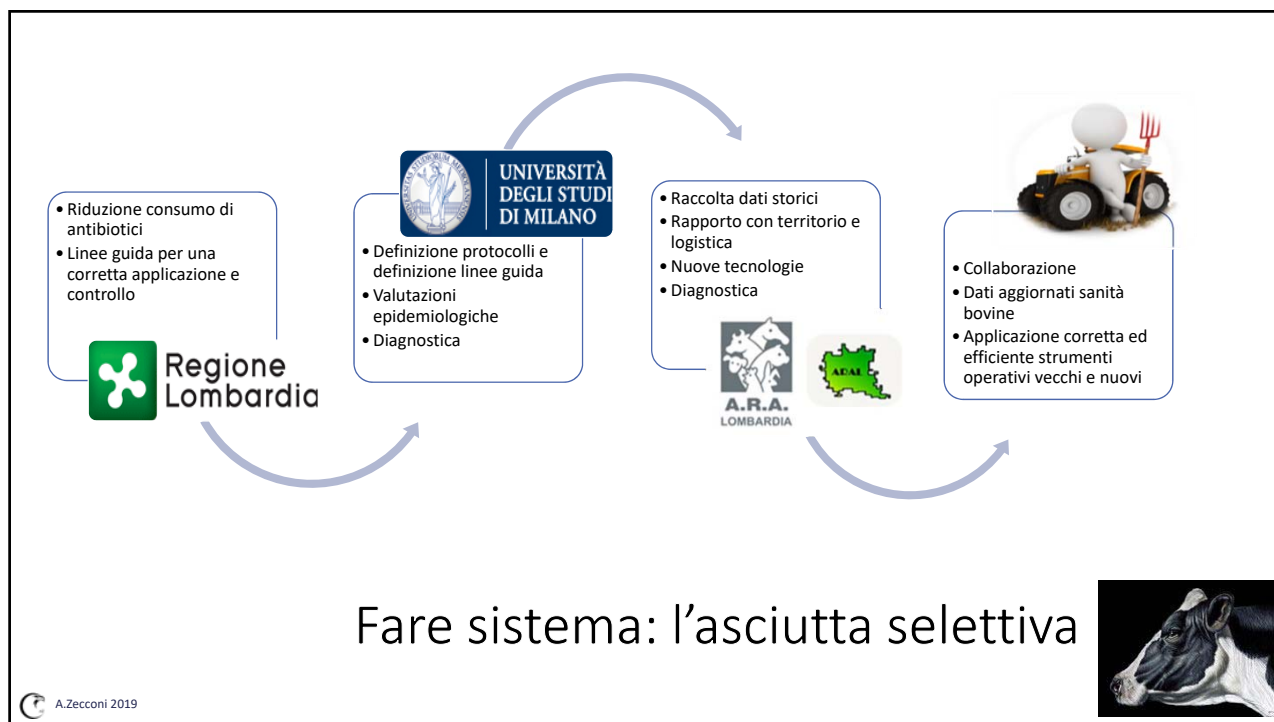 • Riduzione consumo di
antibiotici
• Linee guida per una
corretta applicazione e
controllo
Regione
Lombardia
UNIVERSITÀ
DEGLI STUDI
DI MILANO
• Definizione protocolli e
definizione linee guida
• Valutazioni
epidemiologiche
• Diagnostica
• Raccolta dati storici
• Rapporto con territorio e
logistica
• Nuove tecnologie
• Diagnostica
A.R.A.
LOMBARDIA
• Collaborazione
• Dati aggiornati sanità
bovine
• Applicazione corretta ed
efficiente strumenti
operativi vecchi e nuovi
Fare sistema: l’asciutta selettiva
A.Zecconi 2019